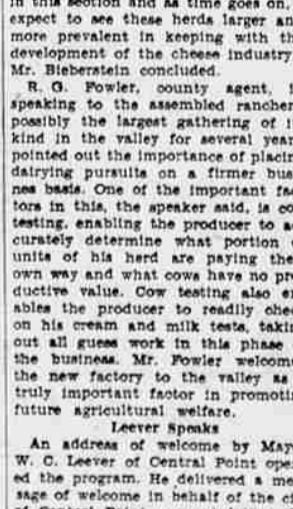 in this section and as time goes on,
expect to see these herds larger an
more prevalent in keeping with th
development of the cheese industry
Mr. Bieberstein concluded.
R. G. Fowler, county agent, i
speaking to the assembled rancher
possibly the largest gathering of i
kind in the valley for several year
pointed out the importance of placin
dairying pursuits on a firmer bus
ness basis. One of the important fac
tors in this, the speaker said, is co
testing, enabling the producer to a
curately determine what portion o
units of his herd are paying the
own way and what cows have no pr
ductive value. Cow testing also e
ables the producer to readily chec
on his cream and milk tests, takin
out all guess work in this phase
the business. Mr. Fowler welcom
the new factory to the valley as
truly important factor in promoti
future agricultural welfare.
Leever Speaks
An address of welcome by May
W. C. Leever of Central Point ope
ed the program. He delivered a me
sage of welcome in behalf of the ci
of Central Point